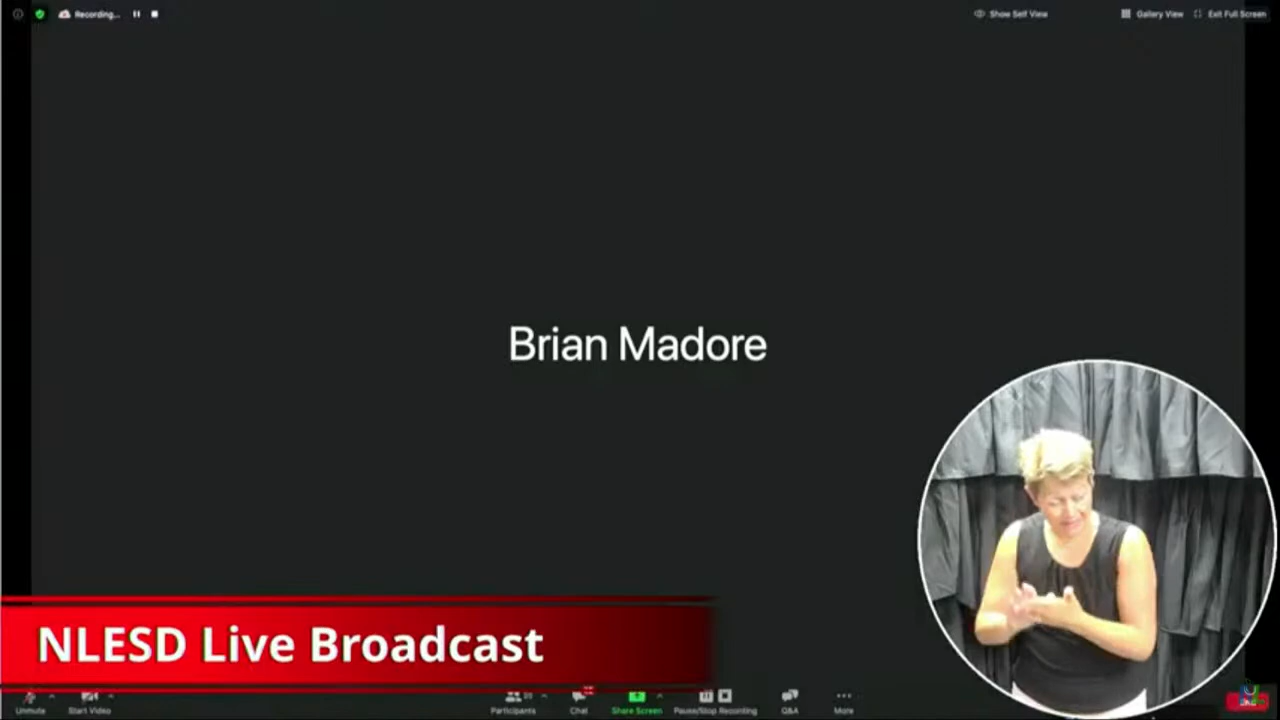 Recording...
Show Self View
Gallery View
Exit Full Screen
Brian Madore
NLESD Live Broadcast
Unmute
Start Video
Participants
Chat
Share Screen
Pause/Stop Recording
Q&A
More